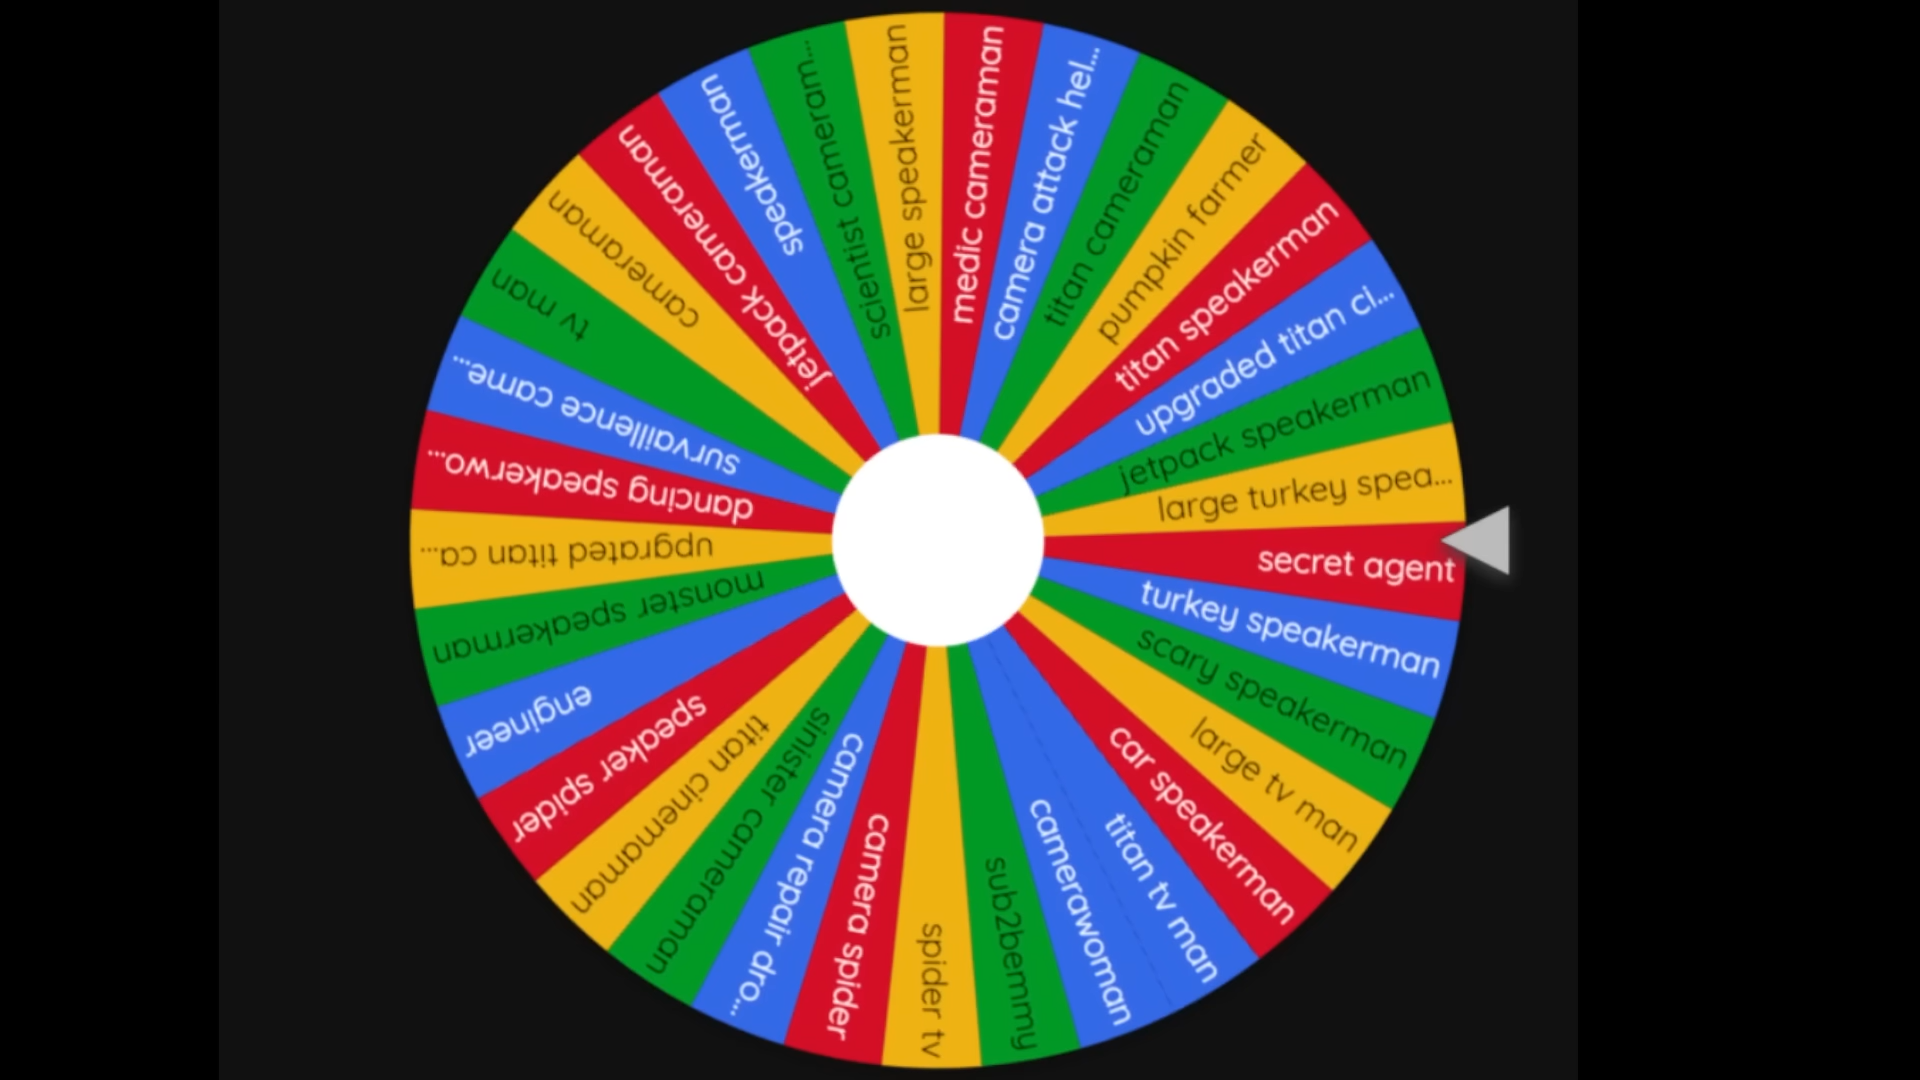 large speakerman
medic cameraman
camera attack hel...
titan cameraman
pumpkin farmer
titan speakerman
upgraded titan ci...
jetpack speakerman
large turkey spea...
secret agent
turkey speakerman
scary speakerman
large tv man
car speakerman
titan tv man
camerawoman
sub2bemmy
spider tv
camera spider
camera repair dro...
sinister cameraman
titan cinemaman
speaker spider
engineer
monster speakerman
upgrated titan ca...
dancing speakerwo...
survaillence came...
tv man
cameraman
jetpack cameraman
speakerman
scientist cameram...